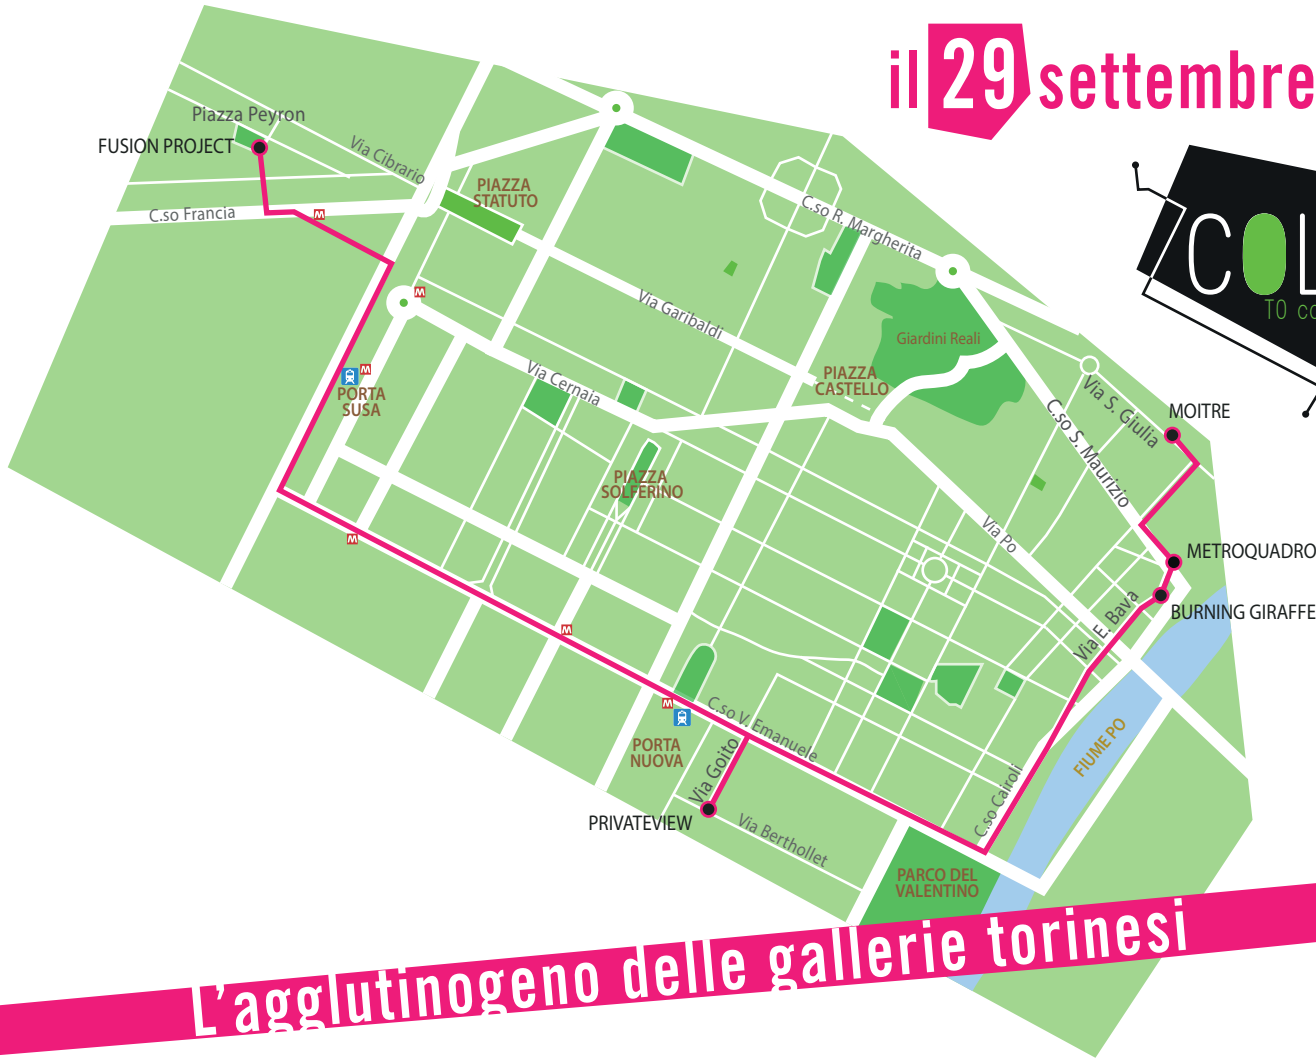 il 29 settembre
Piazza Peyron
FUSION PROJECT
Via Cibrario
C.so Francia
M
PIAZZA
STATUTO
C.so R. Margherita
COL
TO co
M
Via Garibaldi
Giardini Reali
PIAZZA
CASTELLO
Via Cernaia
M
PORTA
SUSA
Via S. Giulia
MOITRE
C.so S. Maurizio
PIAZZA
SOLFERINO
M
Via Po
METROQUADRO
Via E. Bava
BURNING GIRAFFE
M
M
C.so V. Emanuele
PORTA
NUOVA
Via Goito
FIUME PO
C.so Cairoli
PRIVATEVIEW
Via Berthollet
PARCO DEL
VALENTINO
L'agglutinogeno delle gallerie torinesi